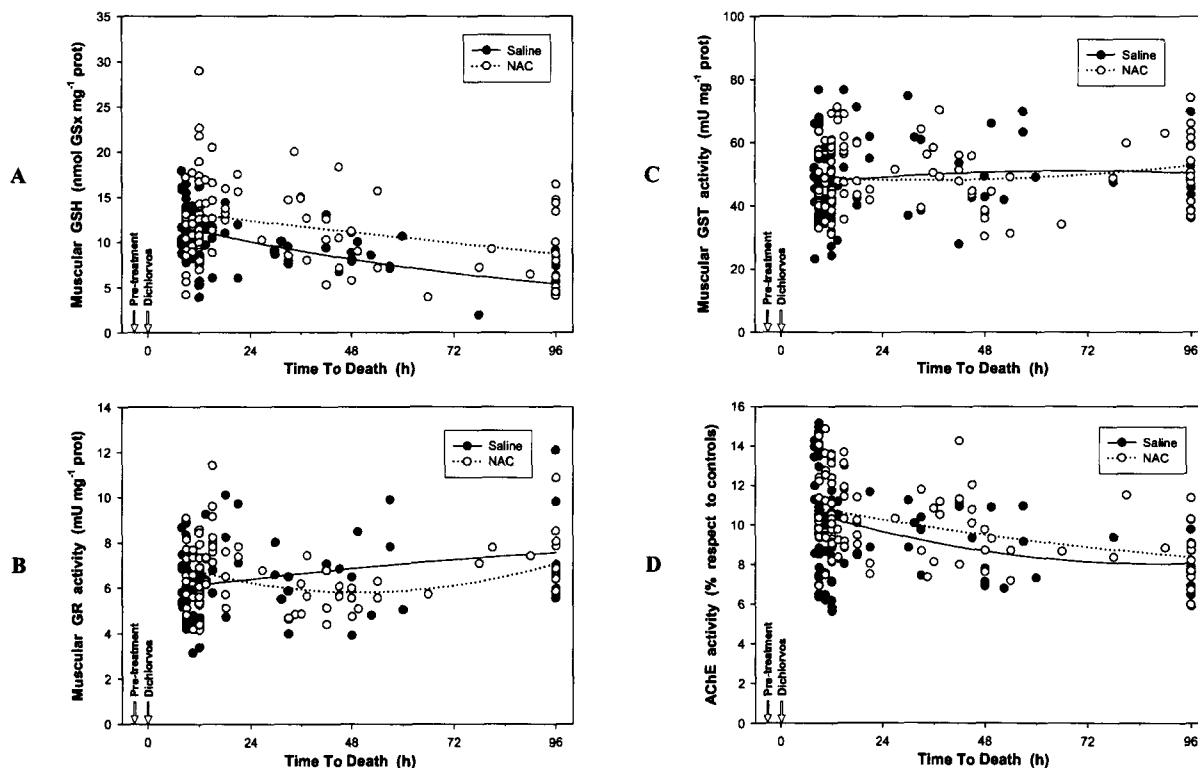 A
Muscular GSH (nmol GSx mg⁻¹ prot)
35
30
25
20
15
10
5
0
Saline
NAC
Pre-treatment
Dichlorvos
0
24
48
72
96
Time To Death (h)
B
Muscular GR activity (mU mg⁻¹ prot)
14
12
10
8
6
4
2
0
Saline
NAC
Pre-treatment
Dichlorvos
0
24
48
72
96
Time To Death (h)
C
Muscular GST activity (mU mg⁻¹ prot)
100
80
60
40
20
0
Saline
NAC
Pre-treatment
Dichlorvos
0
24
48
72
96
Time To Death (h)
D
AChE activity (% respect to controls)
16
14
12
10
8
6
4
2
0
Saline
NAC
Pre-treatment
Dichlorvos
0
24
48
72
96
Time To Death (h)